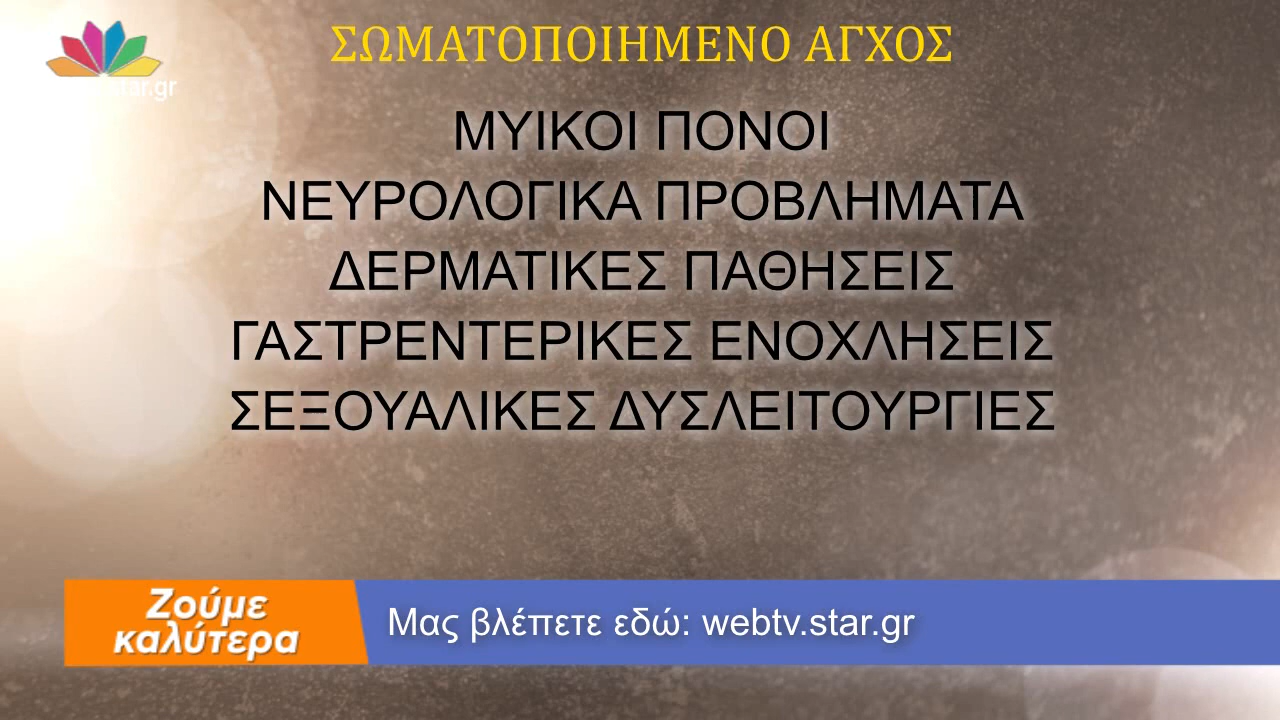 ΣΩΜΑΤΟΠΟΙΗΜΕΝΟ ΑΓΧΟΣ
star.gr
ΜΥΙΚΟΙ ΠΟΝΟΙ
ΝΕΥΡΟΛΟΓΙΚΑ ΠΡΟΒΛΗΜΑΤΑ
ΔΕΡΜΑΤΙΚΕΣ ΠΑΘΗΣΕΙΣ
ΓΑΣΤΡΕΝΤΕΡΙΚΕΣ ΕΝΟΧΛΗΣΕΙΣ
ΣΕΞΟΥΑΛΙΚΕΣ ΔΥΣΛΕΙΤΟΥΡΓΙΕΣ
Ζούμε
καλύτερα
Μας βλέπετε εδώ: webtv.star.gr